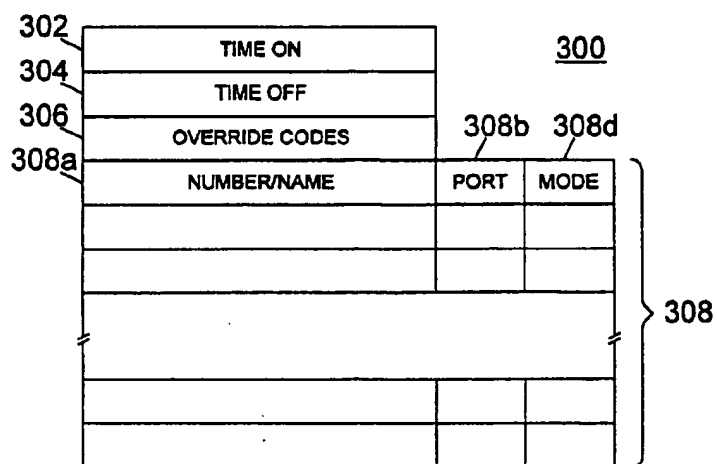 302
TIME ON
300
304
TIME OFF
306
OVERRIDE CODES
308b
308d
308a
NUMBER/NAME
PORT
MODE
308